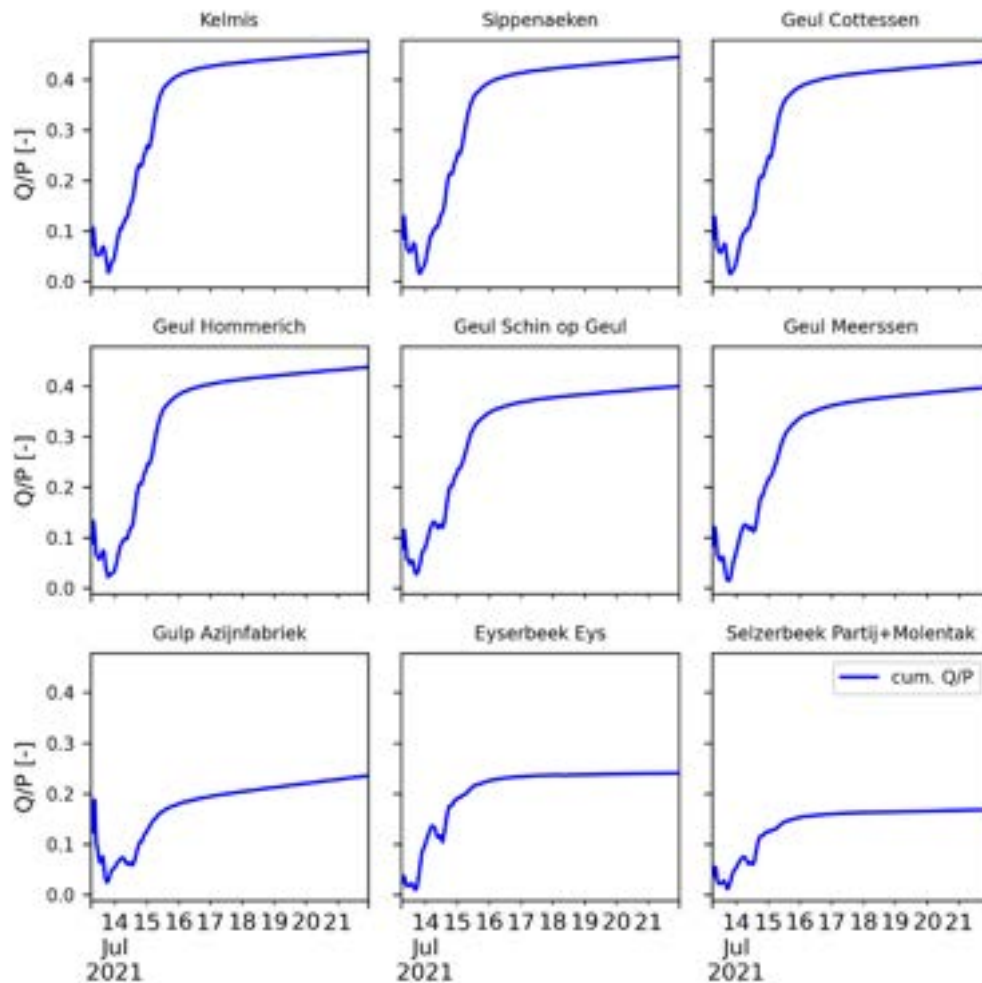 Kelmis Sippenaeken Geul Cottessen
Q/P [-]
0.4
0.3
0.2
0.1
0.0
Geul Hommerich Geul Schin op Geul Geul Meerssen
Q/P [-]
0.4
0.3
0.2
0.1
0.0
Gulp Azijnfabriek Eyserbeek Eys Selzerbeek Partij+Molentak
Q/P [-]
0.4
0.3
0.2
0.1
0.0
cum. Q/P
14 15 16 17 18 19 20 21 14 15 16 17 18 19 20 21 14 15 16 17 18 19 20 21
Jul Jul Jul
2021 2021 2021